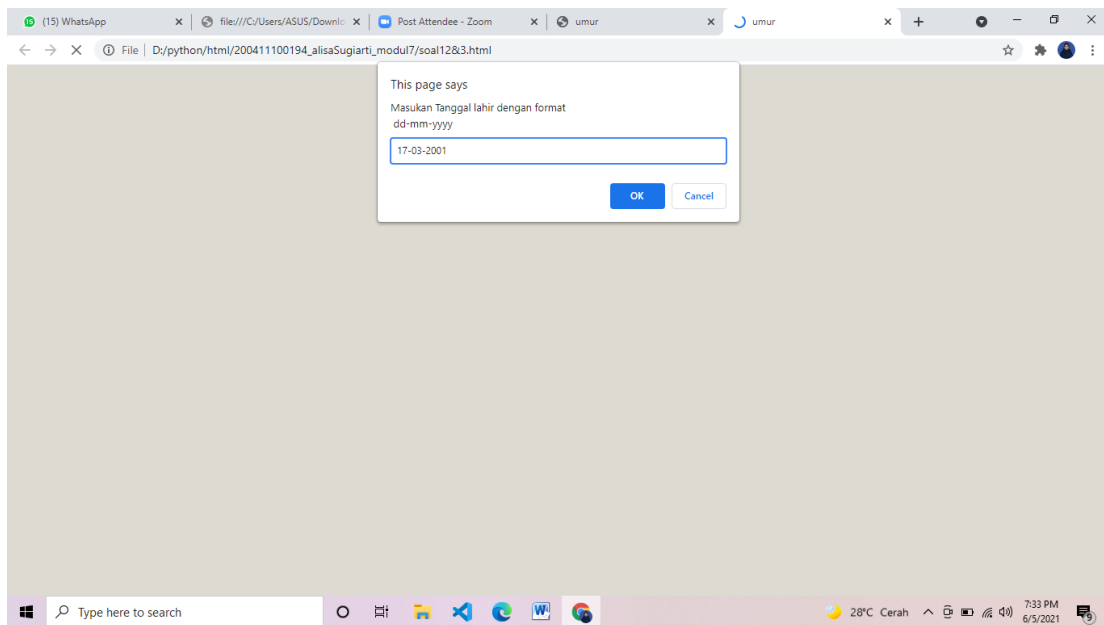 (15) WhatsApp
file:///C:/Users/ASUS/Downlo
Post Attendee - Zoom
umur
umur
File
D:/python/html/200411100194_alisaSugiarti_modul7/soal12&3.html
This page says
Masukan Tanggal lahir dengan format
dd-mm-yyyy
17-03-2001
OK
Cancel
Type here to search
28°C Cerah
7:33 PM
6/5/2021
9